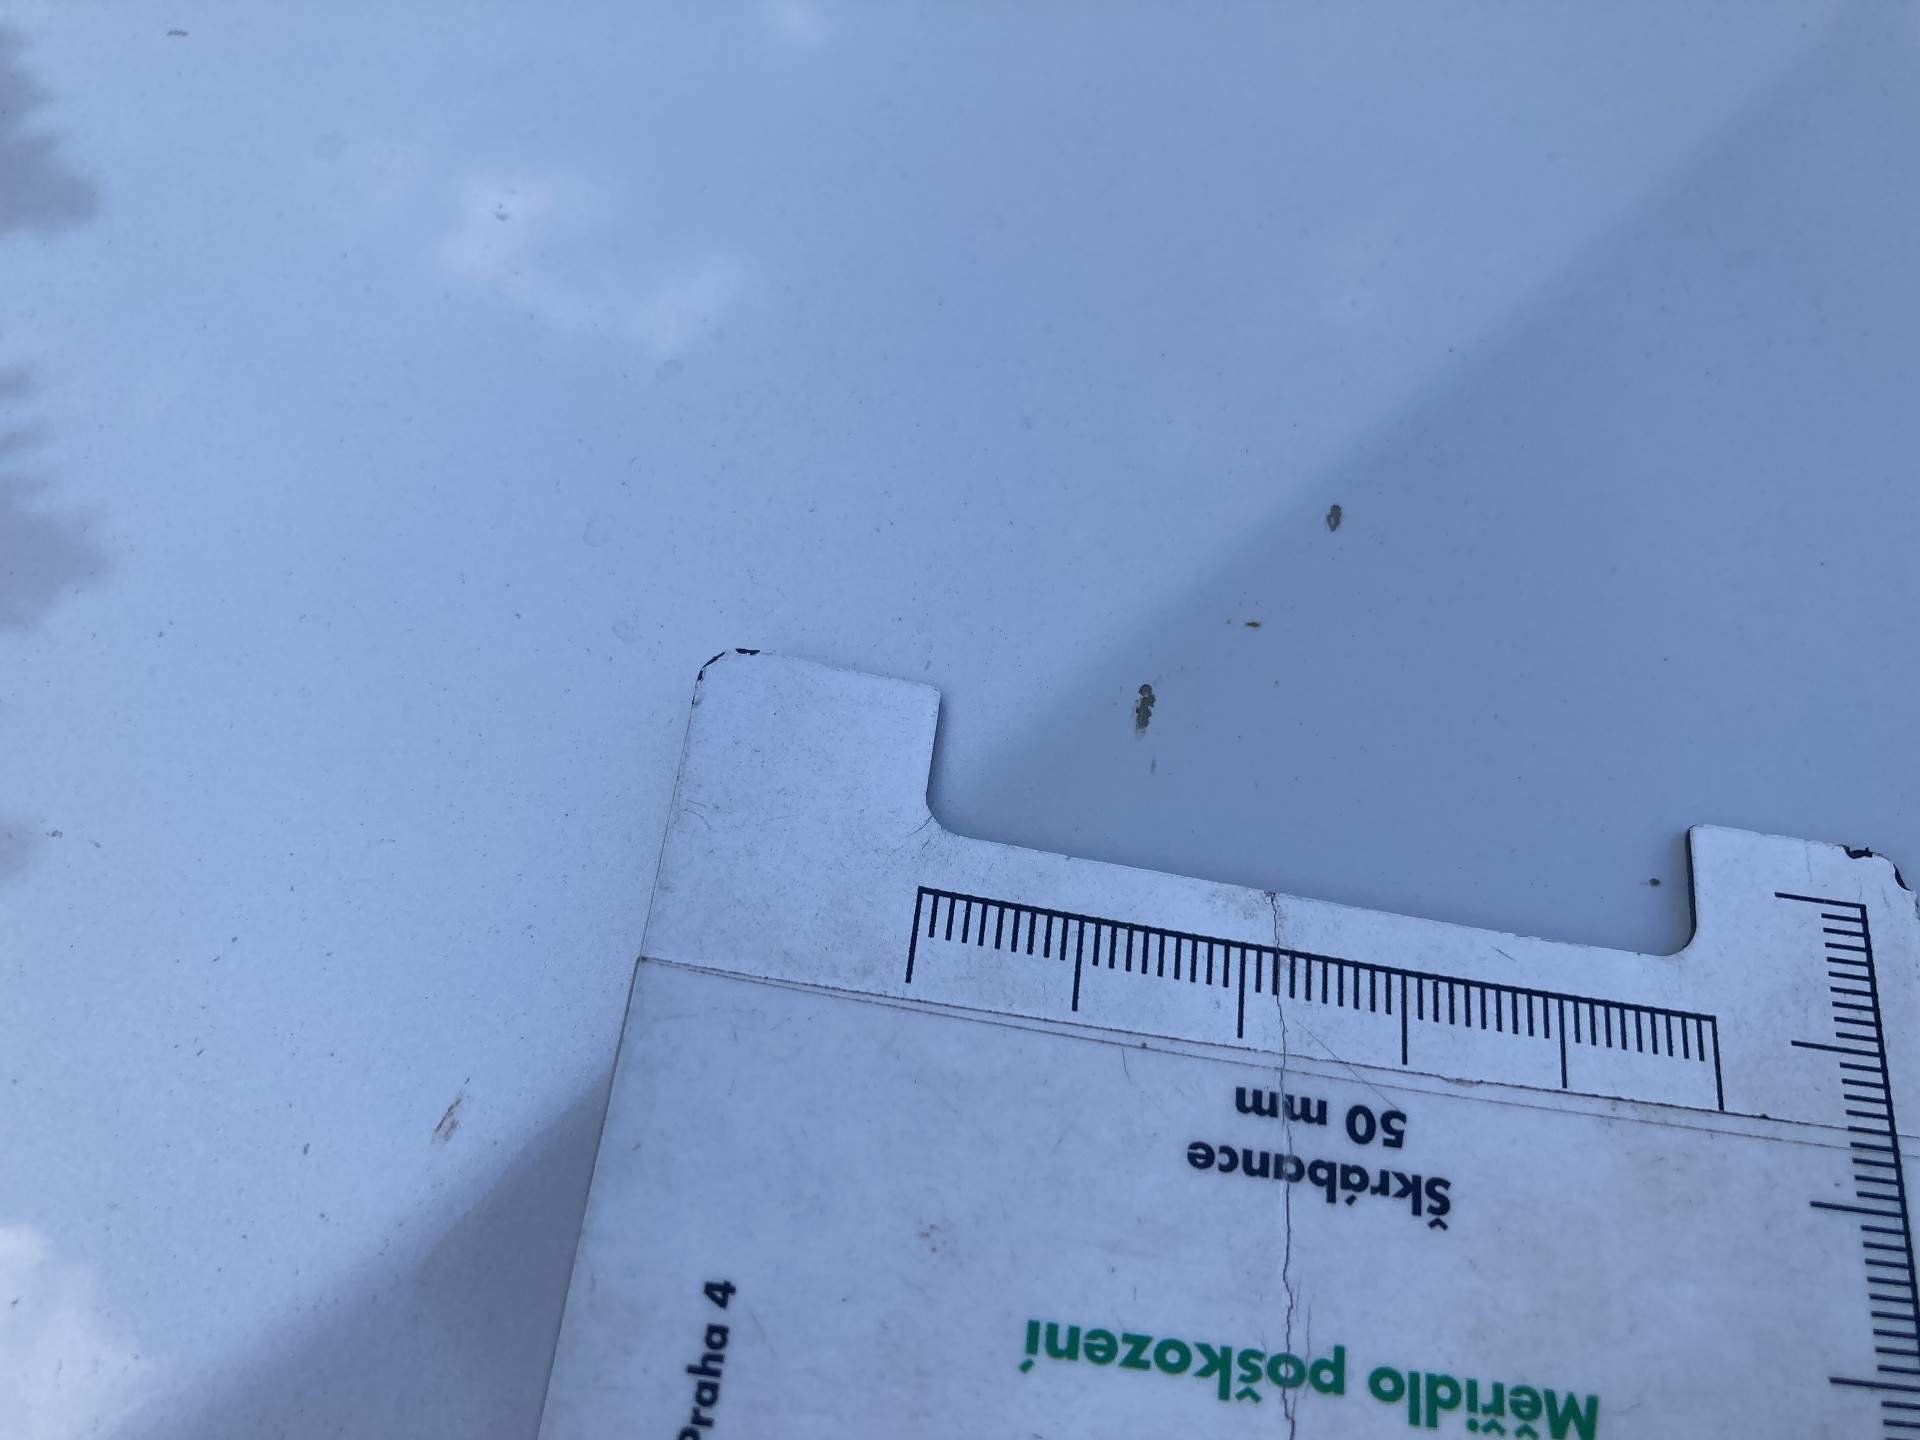 Měřidlo poškození
Škrábance
50 mm
Praha 4